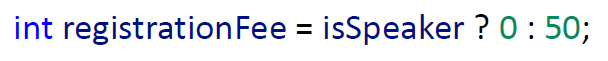 int registrationFee = isSpeaker ? 0 : 50;